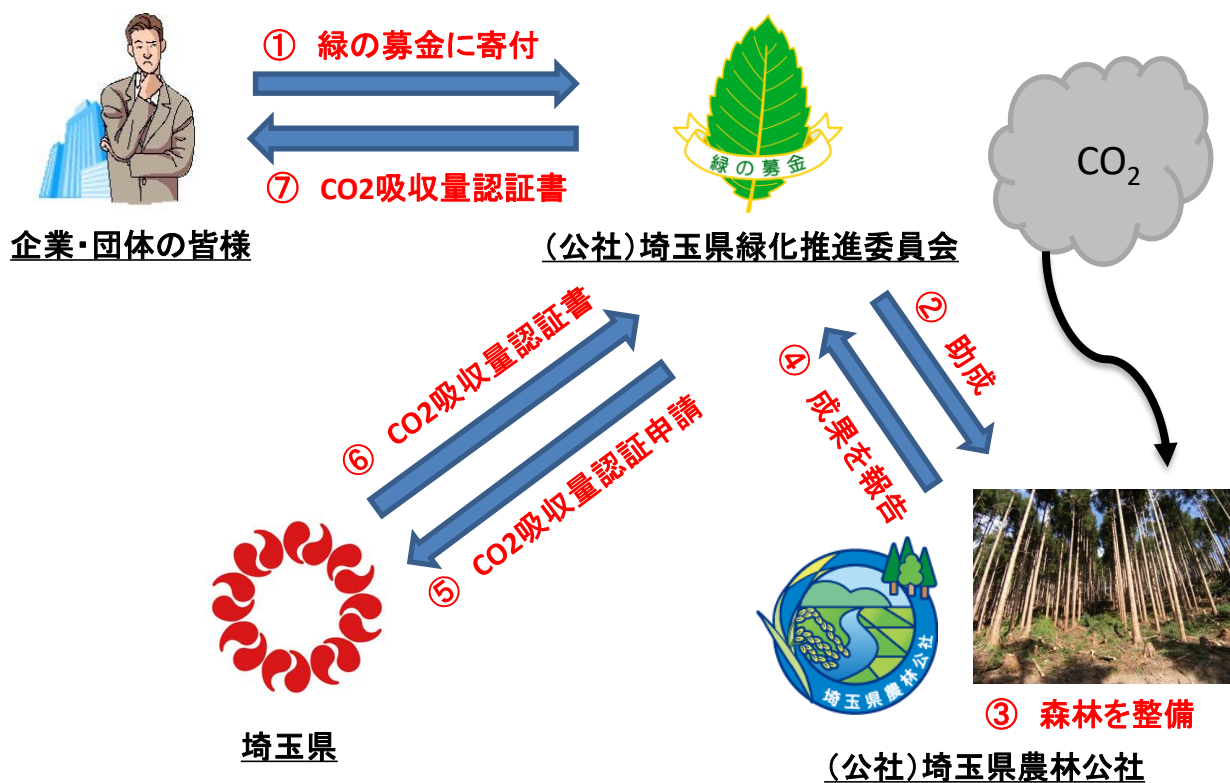 ① 緑の募金に寄付
緑の募金
CO₂
⑦ CO2吸収量認証書
企業・団体の皆様
（公社）埼玉県緑化推進委員会
② 助成
④ 成果を報告
⑥ CO2吸収量認証書
⑤ CO2吸収量認証申請
埼玉県農林公社
③ 森林を整備
埼玉県
（公社）埼玉県農林公社